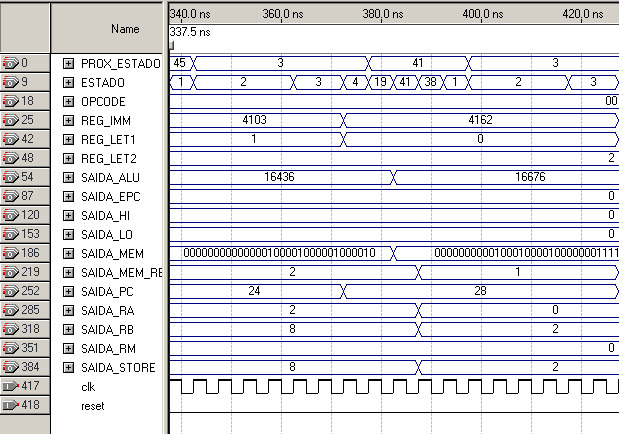 Name 340.0 ns 360.0 ns 380.0 ns 400.0 ns 420.0 ns
337.5 ns
0 PROX_ESTADO 45 3 41 3
9 ESTADO 1 2 3 4 19 41 38 1 2 3
18 OPCODE 00
25 REG_IMM 4103 4162
42 REG_LET1 1 0
48 REG_LET2 2
54 SAIDA_ALU 16436 16676
87 SAIDA_EPC 0
120 SAIDA_HI 0
153 SAIDA_LO 0
186 SAIDA_MEM
219 SAIDA_MEM_RE 2 1
252 SAIDA_PC 24 28
285 SAIDA_RA 2 0
318 SAIDA_RB 8 2
351 SAIDA_RM 0
384 SAIDA_STORE 8 2
417 clk
418 reset